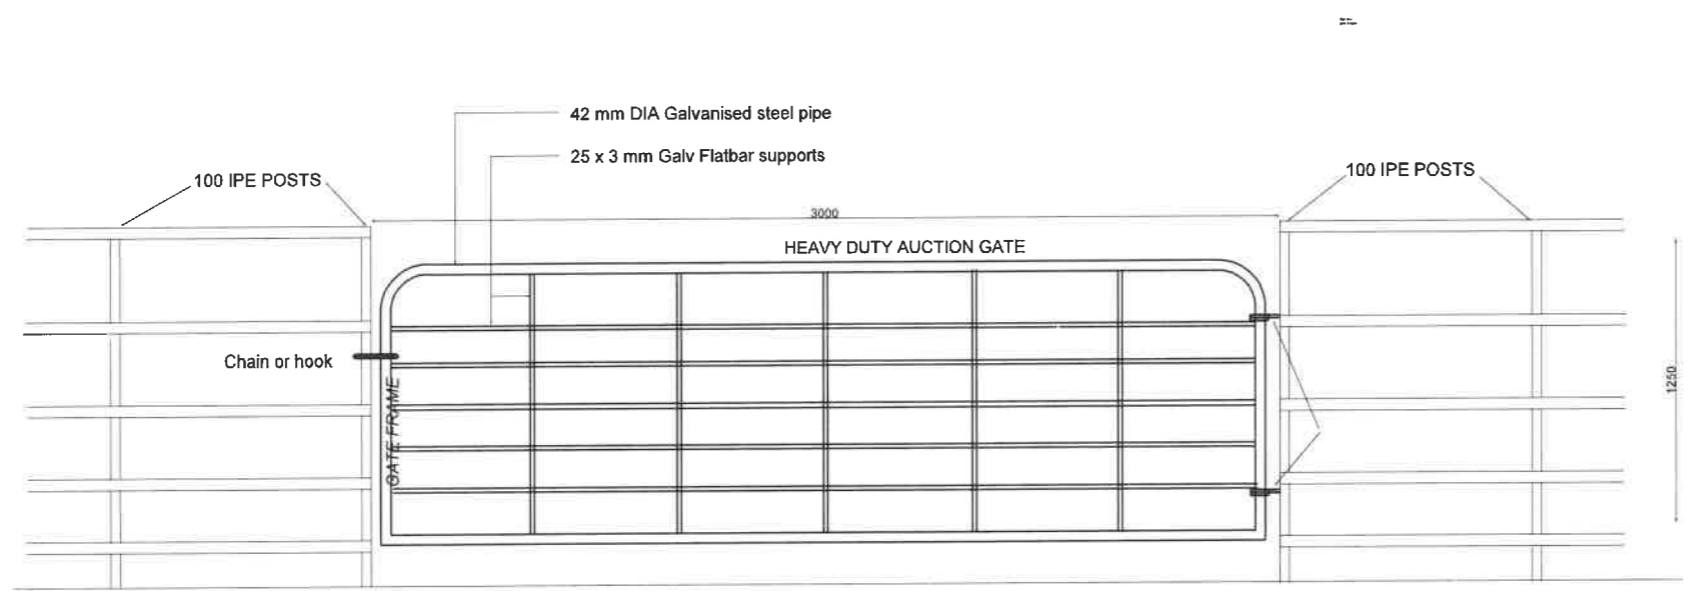 42 mm DIA Galvanised steel pipe
25 x 3 mm Galv Flatbar supports
100 IPE POSTS
100 IPE POSTS
3000
HEAVY DUTY AUCTION GATE
Chain or hook
GATE FRAME
1250